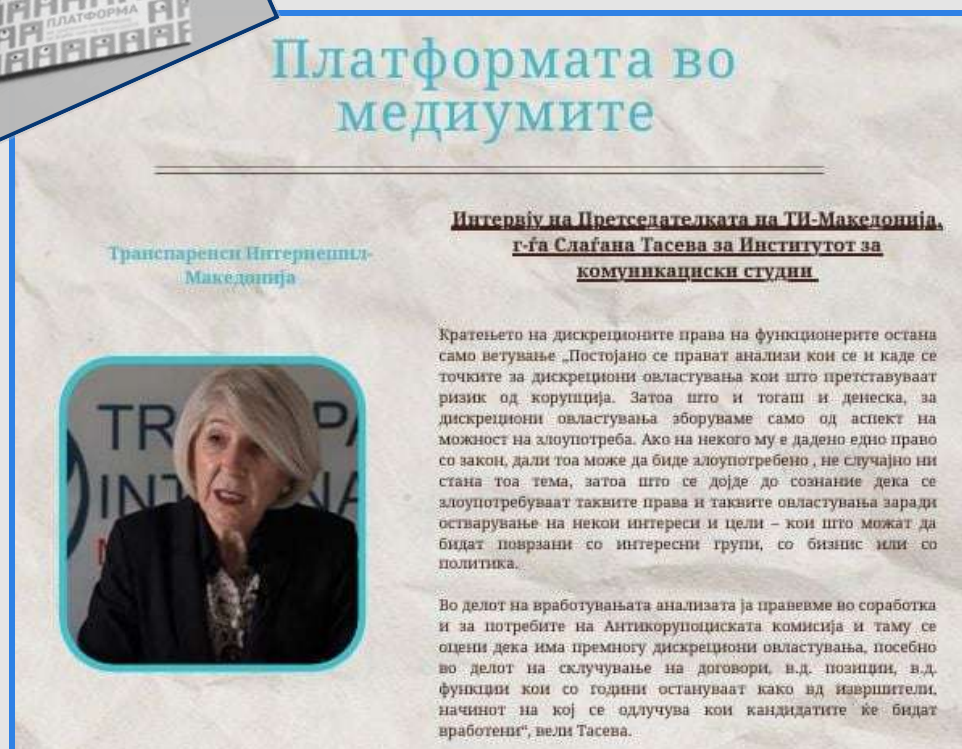 ПЛАТФОРМА
Платформата во
медиумите
Транспаренси Интернешнл-
Македонија
TR PA
INT NA
Интервју на Претседателката на ТИ-Македонија,
г-ѓа Слаѓана Тасева за Институтот за
комуникациски студии
Кратењето на дискреционите права на функционерите остана
само ветување „Постојано се прават анализи кои се и каде се
точките за дискрециони овластувања кои што претставуваат
ризик од корупција. Затоа што и тогаш и денеска, за
дискрециони овластувања зборуваме само од аспект на
можност на злоупотреба. Ако на некого му е дадено едно право
со закон, дали тоа може да биде злоупотребено , не случајно ни
стана тоа тема, затоа што се дојде до сознание дека се
злоупотребуваат таквите права и таквите овластувања заради
остварување на некои интереси и цели – кои што можат да
бидат поврзани со интересни групи, со бизнис или со
политика.
Во делот на вработувањата анализата ја правевме во соработка
и за потребите на Антикорупоциската комисија и таму се
оцени дека има премногу дискрециони овластувања, посебно
во делот на склучување на договори, в.д. позиции, в.д.
функции кои со години остануваат како вд извршители,
начинот на кој се одлучува кои кандидатите ќе бидат
вработени“, вели Тасева.